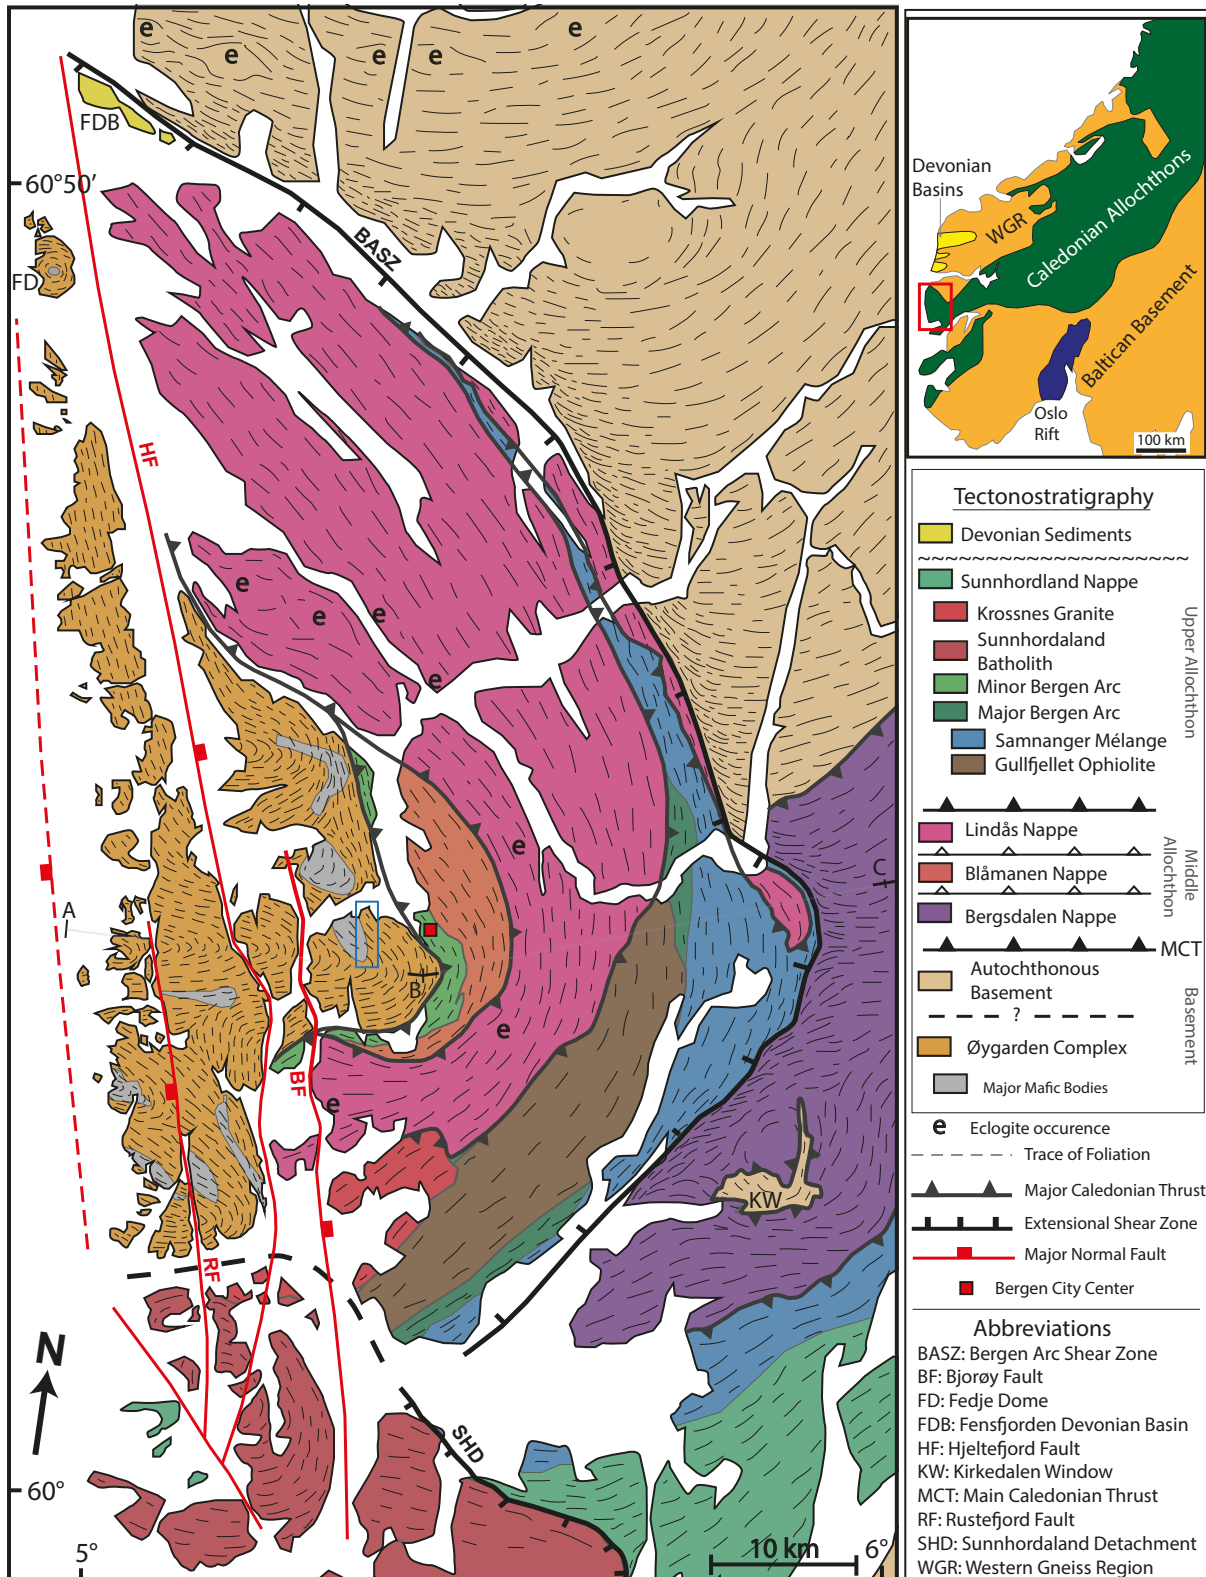 e
e
e
e
e
FDB
60°50'
FD
BASZ
HF
e
e
e
e
e
A
B
C
e
e
BF
KW
RF
N
SHD
60°
5°
10 km
6°
Devonian
Basins
WGR
Caledonian Allochthons
Baltican Basement
Oslo
Rift
100 km
Tectonostratigraphy
Devonian Sediments
~~~~~~~~~~~~~~~~~~~~
Sunnhordland Nappe
Krossnes Granite
Sunnhordaland
Batholith
Minor Bergen Arc
Major Bergen Arc
Samnanger Mélange
Gullfjellet Ophiolite
Upper Allochthon
Lindås Nappe
Blåmanen Nappe
Bergsdalen Nappe
Middle
Allochthon
MCT
Autochthonous
Basement
?
Øygarden Complex
Major Mafic Bodies
Basement
e Eclogite occurence
Trace of Foliation
Major Caledonian Thrust
Extensional Shear Zone
Major Normal Fault
Bergen City Center
Abbreviations
BASZ: Bergen Arc Shear Zone
BF: Bjorøy Fault
FD: Fedje Dome
FDB: Fensfjorden Devonian Basin
HF: Hjeltefjord Fault
KW: Kirkedalen Window
MCT: Main Caledonian Thrust
RF: Rustefjord Fault
SHD: Sunnhordaland Detachment
WGR: Western Gneiss Region